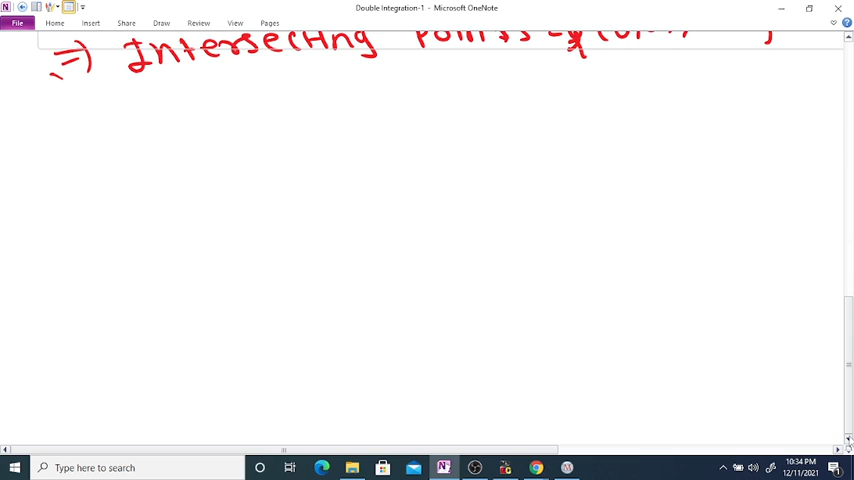 Double Integration-1 - Microsoft OneNote
File Home Insert Share Draw Review View Pages
=) Intersecting points
Type here to search
10:34 PM
12/11/2021